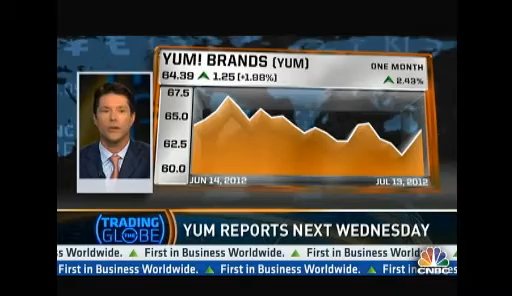 YUM! BRANDS (YUM)
64.39 ▲ 1.25 (+1.98%)
ONE MONTH
▲ 2.43%
67.5
65.0
62.5
60.0
JUN 14, 2012
JUL 13, 2012
TRADING THE GLOBE
YUM REPORTS NEXT WEDNESDAY
s Worldwide. ▲ First in Business Worldwide. ▲ First in Business World
CNBC
First in Business Worldwide. ▲ First in Business Worldwide. ▲ First in Busines